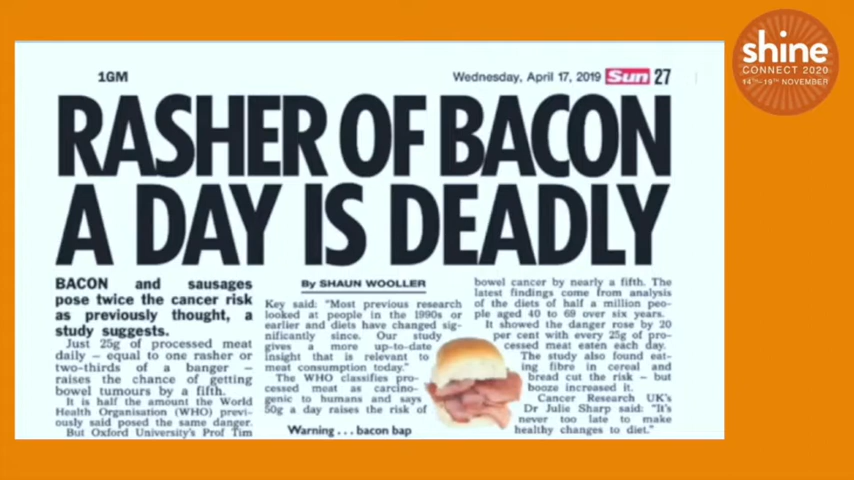 shine
CONNECT 2020
14TH-19TH NOVEMBER
1GM
Wednesday, April 17, 2019 Sun 27
RASHER OF BACON
A DAY IS DEADLY
BACON and sausages
pose twice the cancer risk
as previously thought, a
study suggests.
Just 25g of processed meat
daily – equal to one rasher or
two-thirds of a banger –
raises the chance of getting
bowel tumours by a fifth.
It is half the amount the World
Health Organisation (WHO) previ-
ously said posed the same danger.
But Oxford University's Prof Tim
By SHAUN WOOLLER
Key said: "Most previous research
looked at people in the 1990s or
earlier and diets have changed sig-
nificantly since. Our study
gives a more up-to-date
insight that is relevant to
meat consumption today."
The WHO classifies pro-
cessed meat as carcino-
genic to humans and says
50g a day raises the risk of
Warning . . . bacon bap
bowel cancer by nearly a fifth. The
latest findings come from analysis
of the diets of half a million peo-
ple aged 40 to 69 over six years.
It showed the danger rose by 20
per cent with every 25g of pro-
cessed meat eaten each day.
The study also found eat-
ing fibre in cereal and
bread cut the risk – but
booze increased it.
Cancer Research UK's
Dr Julie Sharp said: "It's
never too late to make
healthy changes to diet."